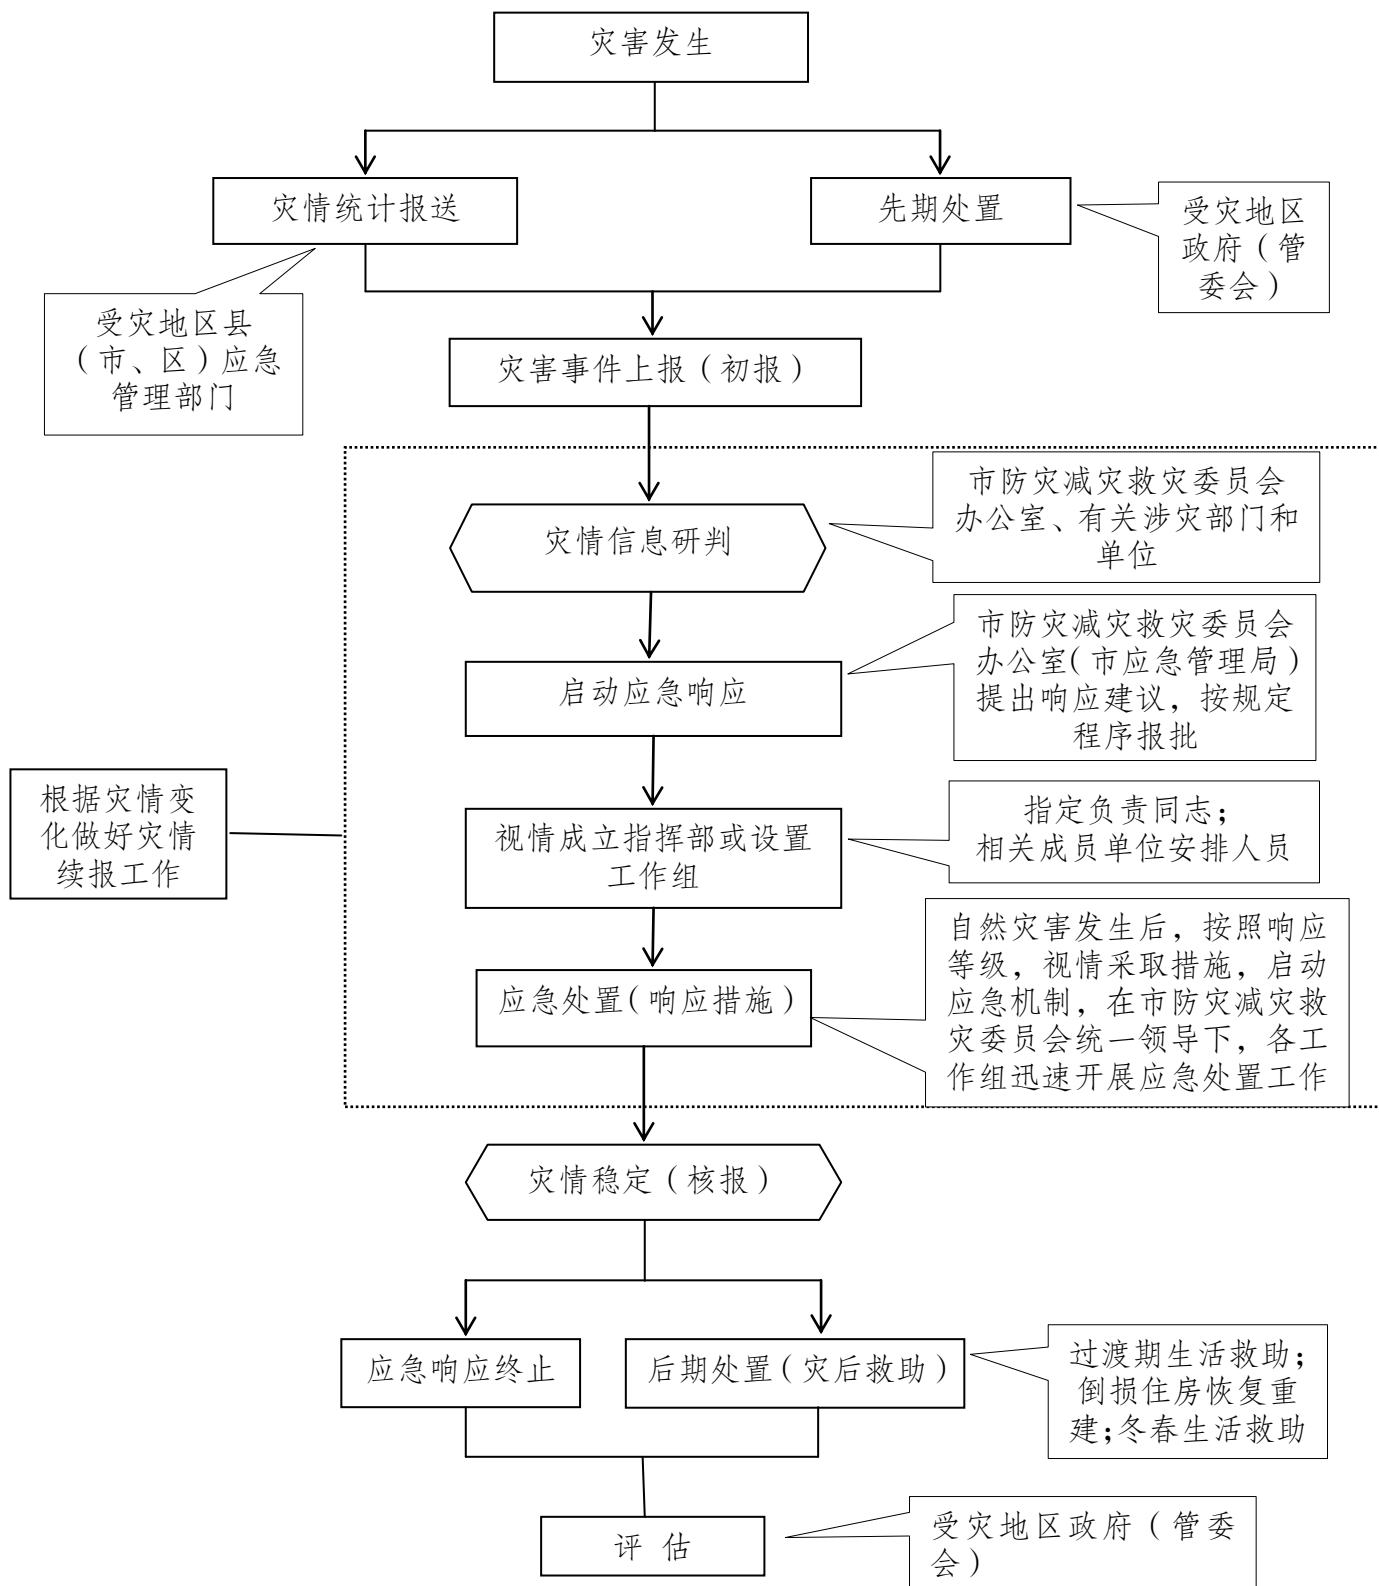 灾害发生
灾情统计报送
先期处置
受灾地区
政府（管
委会）
受灾地区县
（市、区）应急
管理部门
灾害事件上报（初报）
灾情信息研判
市防灾减灾救灾委员会
办公室、有关涉灾部门和
单位
启动应急响应
市防灾减灾救灾委员会
办公室(市应急管理局)
提出响应建议，按规定
程序报批
根据灾情变
化做好灾情
续报工作
视情成立指挥部或设置
工作组
指定负责同志；
相关成员单位安排人员
应急处置(响应措施)
自然灾害发生后，按照响应
等级，视情采取措施，启动
应急机制，在市防灾减灾救
灾委员会统一领导下，各工
作组迅速开展应急处置工作
灾情稳定（核报）
应急响应终止
后期处置(灾后救助)
过渡期生活救助；
倒损住房恢复重
建；冬春生活救助
评 估
受灾地区政府（管委
会）